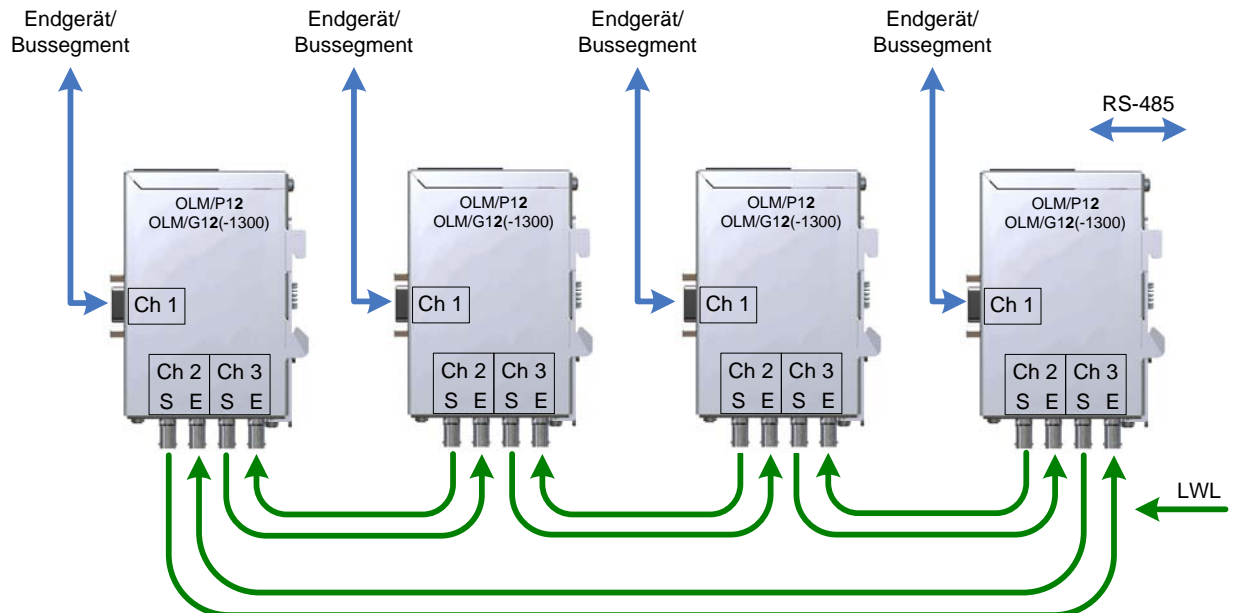 Endgerät/
Bussegment
Endgerät/
Bussegment
Endgerät/
Bussegment
Endgerät/
Bussegment
RS-485
OLM/P12
OLM/G12(-1300)
OLM/P12
OLM/G12(-1300)
OLM/P12
OLM/G12(-1300)
OLM/P12
OLM/G12(-1300)
Ch 1
Ch 1
Ch 1
Ch 1
Ch 2 Ch 3
S E S E
Ch 2 Ch 3
S E S E
Ch 2 Ch 3
S E S E
Ch 2 Ch 3
S E S E
LWL